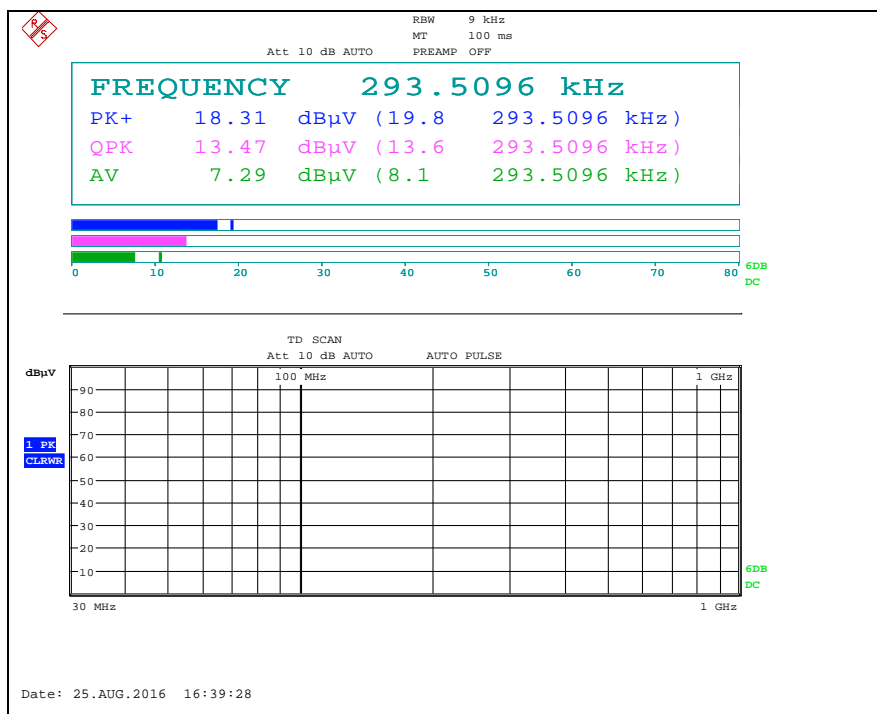 R S
RBW 9 kHz
MT 100 ms
Att 10 dB AUTO PREAMP OFF
FREQUENCY 293.5096 kHz
PK+ 18.31 dBµV (19.8 293.5096 kHz)
QPK 13.47 dBµV (13.6 293.5096 kHz)
AV 7.29 dBµV (8.1 293.5096 kHz)
0 10 20 30 40 50 60 70 80
6DB
DC
TD SCAN
Att 10 dB AUTO AUTO PULSE
dBµV
100 MHz 1 GHz
90
80
70
1 PK
CLRWR
60
50
40
30
20
10
6DB
DC
30 MHz 1 GHz
Date: 25.AUG.2016 16:39:28